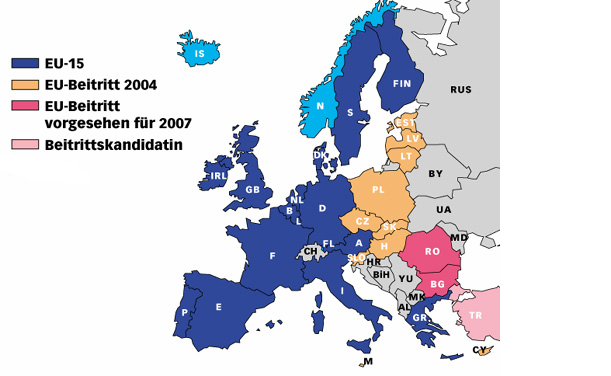 EU-15
EU-Beitritt 2004
EU-Beitritt
vorgesehen für 2007
Beitrittskandidatin
IS
N
S
FIN
RUS
EST
LV
LT
DK
IRL
GB
NL
B
L
D
PL
BY
UA
CZ
SK
MD
F
CH
FL
A
H
SLO
HR
BiH
YU
RO
BG
MK
AL
GR
TR
P
E
I
M
CY